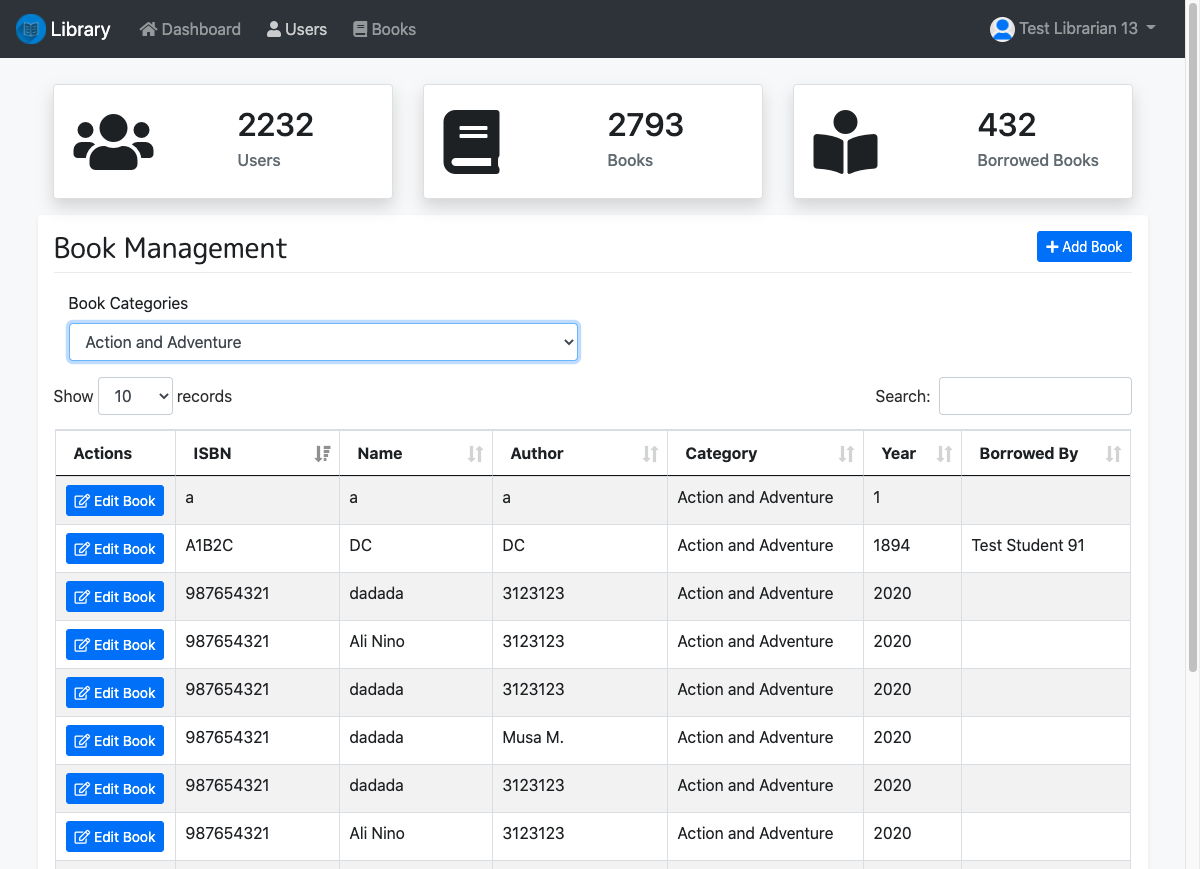 Library Dashboard Users Books Test Librarian 13
2232
Users
2793
Books
432
Borrowed Books
Book Management
Add Book
Book Categories
Action and Adventure
Show 10 records
Search:
Actions ISBN Name Author Category Year Borrowed By
Edit Book a a a Action and Adventure 1
Edit Book A1B2C DC DC Action and Adventure 1894 Test Student 91
Edit Book 987654321 dadada 3123123 Action and Adventure 2020
Edit Book 987654321 Ali Nino 3123123 Action and Adventure 2020
Edit Book 987654321 dadada 3123123 Action and Adventure 2020
Edit Book 987654321 dadada Musa M. Action and Adventure 2020
Edit Book 987654321 dadada 3123123 Action and Adventure 2020
Edit Book 987654321 Ali Nino 3123123 Action and Adventure 2020